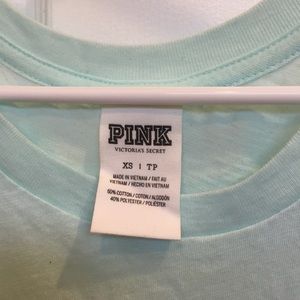 PINK
VICTORIA'S SECRET
XS | TP
MADE IN VIETNAM / FAIT AU
VIETNAM / HECHO EN VIETNAM
60% COTTON / COTON / ALGODÓN
40% POLYESTER / POLIÉSTER